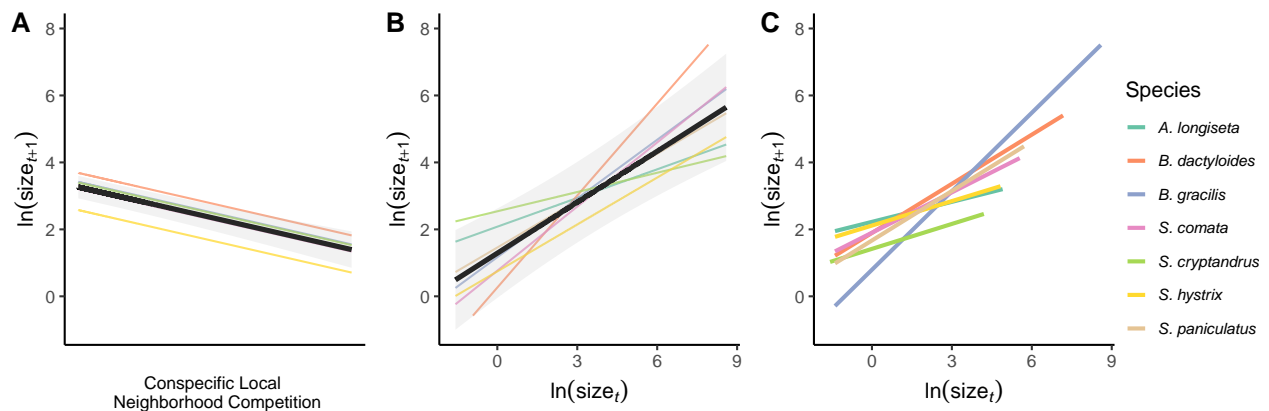 A
8
6
4
2
0
ln(size_{t+1})
Conspecific Local
Neighborhood Competition
B
8
6
4
2
0
ln(size_{t+1})
0 3 6 9
ln(size_t)
C
8
6
4
2
0
ln(size_{t+1})
0 3 6 9
ln(size_t)
Species
A. longiseta
B. dactyloides
B. gracilis
S. comata
S. cryptandrus
S. hystrix
S. paniculatus